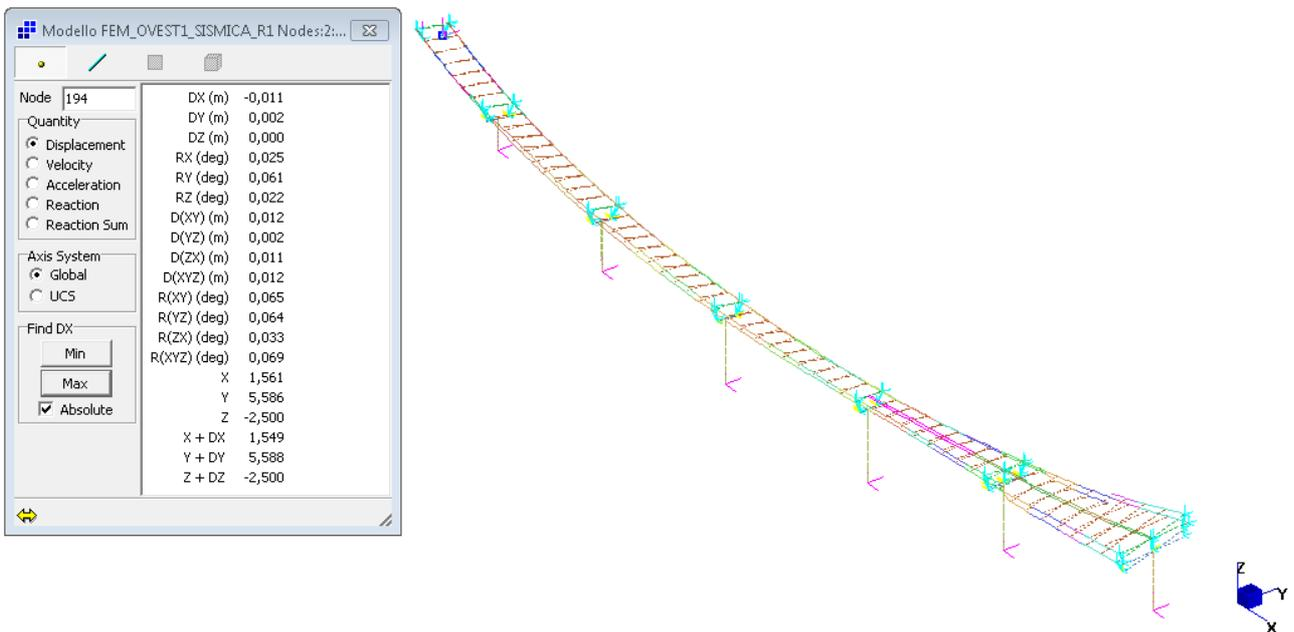 Modello FEM_OVEST1_SISMICA_R1 Nodes:2:...
Node 194
Quantity
Displacement
Velocity
Acceleration
Reaction
Reaction Sum
Axis System
Global
UCS
Find DX
Min
Max
Absolute
DX (m) -0,011
DY (m) 0,002
DZ (m) 0,000
RX (deg) 0,025
RY (deg) 0,061
RZ (deg) 0,022
D(XY) (m) 0,012
D(YZ) (m) 0,002
D(ZX) (m) 0,011
D(XYZ) (m) 0,012
R(XY) (deg) 0,065
R(YZ) (deg) 0,064
R(ZX) (deg) 0,033
R(XYZ) (deg) 0,069
X 1,561
Y 5,586
Z -2,500
X + DX 1,549
Y + DY 5,588
Z + DZ -2,500
Z
Y
X